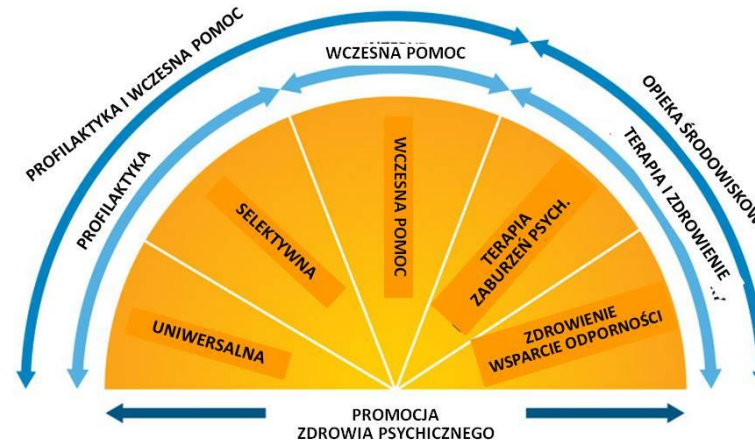 WCZESNA POMOC
PROFILAKTYKA I WCZESNA POMOC
OPIEKA
PROFILAKTYKA
TERAPIA I ZDROWIENIE
UNIWERSALNA
SELEKTYWNA
WCZESNA POMOC
TERAPIA
ZABURZEŃ PSYCH.
ZDROWIENIE
WSPARCIE ODPORNOŚCI
PROMOCJA
ZDROWIA PSYCHICZNEGO